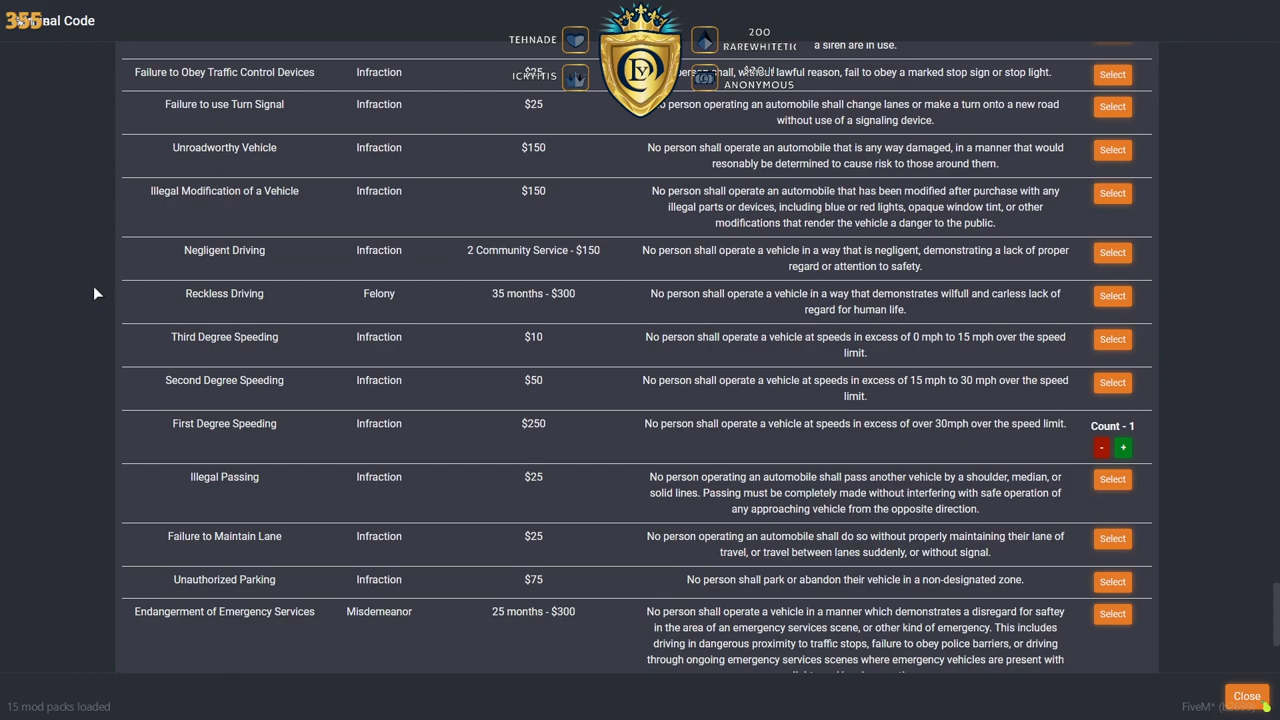 355
nal Code
TEHNADE
ICKYTITS
DY
200
RAREWHITETIC
ANONYMOUS
a siren are in use.
Failure to Obey Traffic Control Devices Infraction $25 lawful reason, fail to obey a marked stop sign or stop light. Select
Failure to use Turn Signal Infraction $25 No person operating an automobile shall change lanes or make a turn onto a new road Select
without use of a signaling device.
Unroadworthy Vehicle Infraction $150 No person shall operate an automobile that is any way damaged, in a manner that would Select
resonably be determined to cause risk to those around them.
Illegal Modification of a Vehicle Infraction $150 No person shall operate an automobile that has been modified after purchase with any Select
illegal parts or devices, including blue or red lights, opaque window tint, or other
modifications that render the vehicle a danger to the public.
Negligent Driving Infraction 2 Community Service - $150 No person shall operate a vehicle in a way that is negligent, demonstrating a lack of proper Select
regard or attention to safety.
Reckless Driving Felony 35 months - $300 No person shall operate a vehicle in a way that demonstrates wilfull and carless lack of Select
regard for human life.
Third Degree Speeding Infraction $10 No person shall operate a vehicle at speeds in excess of 0 mph to 15 mph over the speed Select
limit.
Second Degree Speeding Infraction $50 No person shall operate a vehicle at speeds in excess of 15 mph to 30 mph over the speed Select
limit.
First Degree Speeding Infraction $250 No person shall operate a vehicle at speeds in excess of over 30mph over the speed limit. Count - 1
- +
Illegal Passing Infraction $25 No person operating an automobile shall pass another vehicle by a shoulder, median, or Select
solid lines. Passing must be completely made without interfering with safe operation of
any approaching vehicle from the opposite direction.
Failure to Maintain Lane Infraction $25 No person operating an automobile shall do so without properly maintaining their lane of Select
travel, or travel between lanes suddenly, or without signal.
Unauthorized Parking Infraction $75 No person shall park or abandon their vehicle in a non-designated zone. Select
Endangerment of Emergency Services Misdemeanor 25 months - $300 No person shall operate a vehicle in a manner which demonstrates a disregard for saftey Select
in the area of an emergency services scene, or other kind of emergency. This includes
driving in dangerous proximity to traffic stops, failure to obey police barriers, or driving
through ongoing emergency services scenes where emergency vehicles are present with
Close
15 mod packs loaded
FiveM*